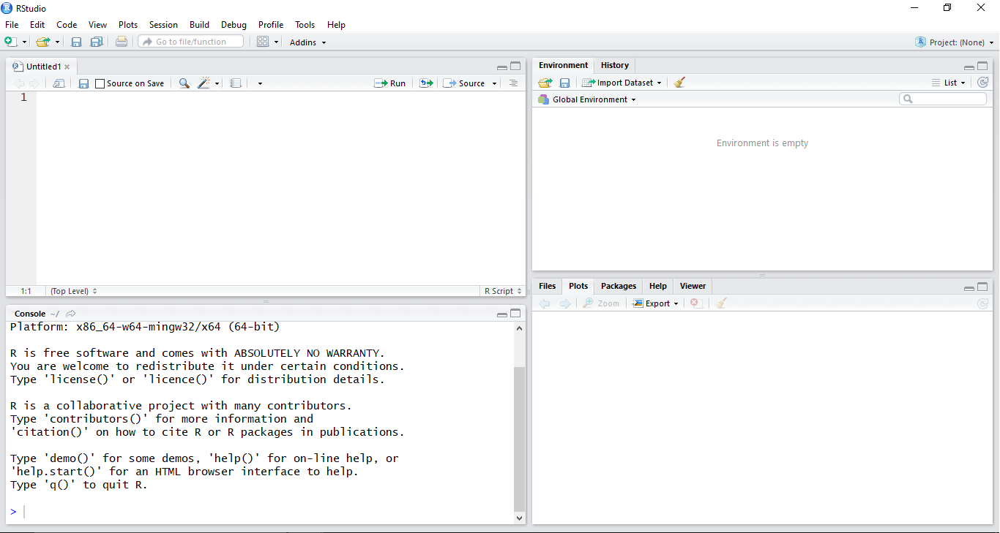 RStudio
File Edit Code View Plots Session Build Debug Profile Tools Help
Go to file/function Addins Project: (None)
Untitled1
Source on Save Run Source
1
1:1 (Top Level) R Script
Console ~/
Platform: x86_64-w64-mingw32/x64 (64-bit)
R is free software and comes with ABSOLUTELY NO WARRANTY.
You are welcome to redistribute it under certain conditions.
Type 'license()' or 'licence()' for distribution details.
R is a collaborative project with many contributors.
Type 'contributors()' for more information and
'citation()' on how to cite R or R packages in publications.
Type 'demo()' for some demos, 'help()' for on-line help, or
'help.start()' for an HTML browser interface to help.
Type 'q()' to quit R.
>
Environment History
Import Dataset List
Global Environment
Environment is empty
Files Plots Packages Help Viewer
Zoom Export